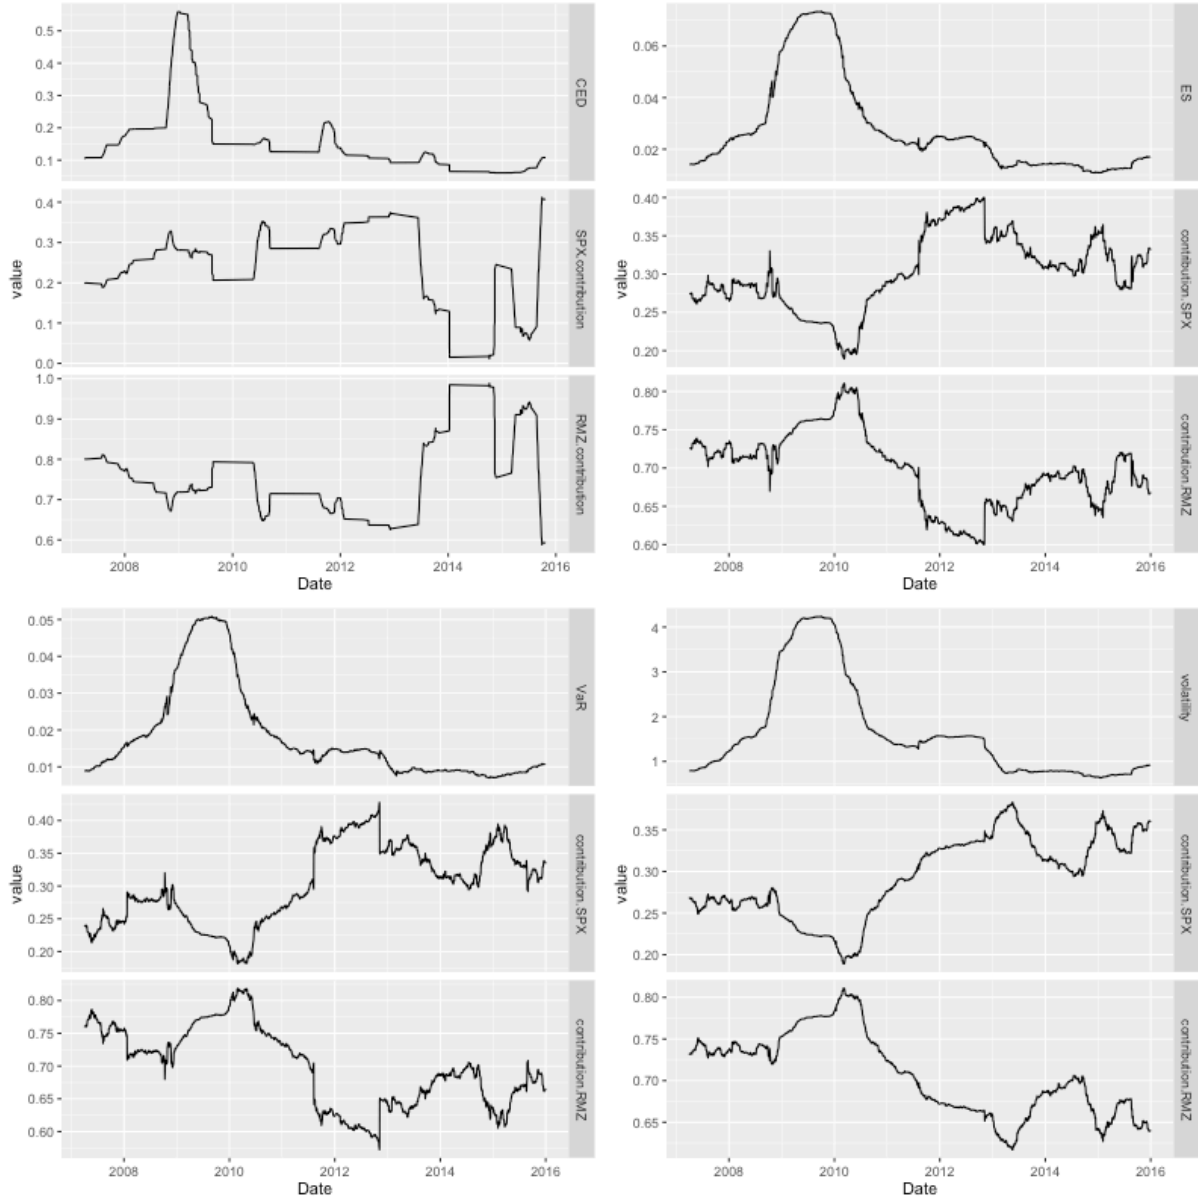 0.5
0.4
0.3
0.2
0.1
CED
0.4
0.3
0.2
0.1
0.0
SPX.contribution
value
1.0
0.9
0.8
0.7
0.6
RMZ.contribution
2008 2010 2012 2014 2016
Date
0.06
0.04
0.02
ES
0.40
0.35
0.30
0.25
0.20
contribution.SPX
value
0.80
0.75
0.70
0.65
0.60
contribution.RMZ
2008 2010 2012 2014 2016
Date
0.05
0.04
0.03
0.02
0.01
VaR
0.40
0.35
0.30
0.25
0.20
contribution.SPX
value
0.80
0.75
0.70
0.65
0.60
contribution.RMZ
2008 2010 2012 2014 2016
Date
4
3
2
1
volatility
0.35
0.30
0.25
0.20
contribution.SPX
value
0.80
0.75
0.70
0.65
contribution.RMZ
2008 2010 2012 2014 2016
Date